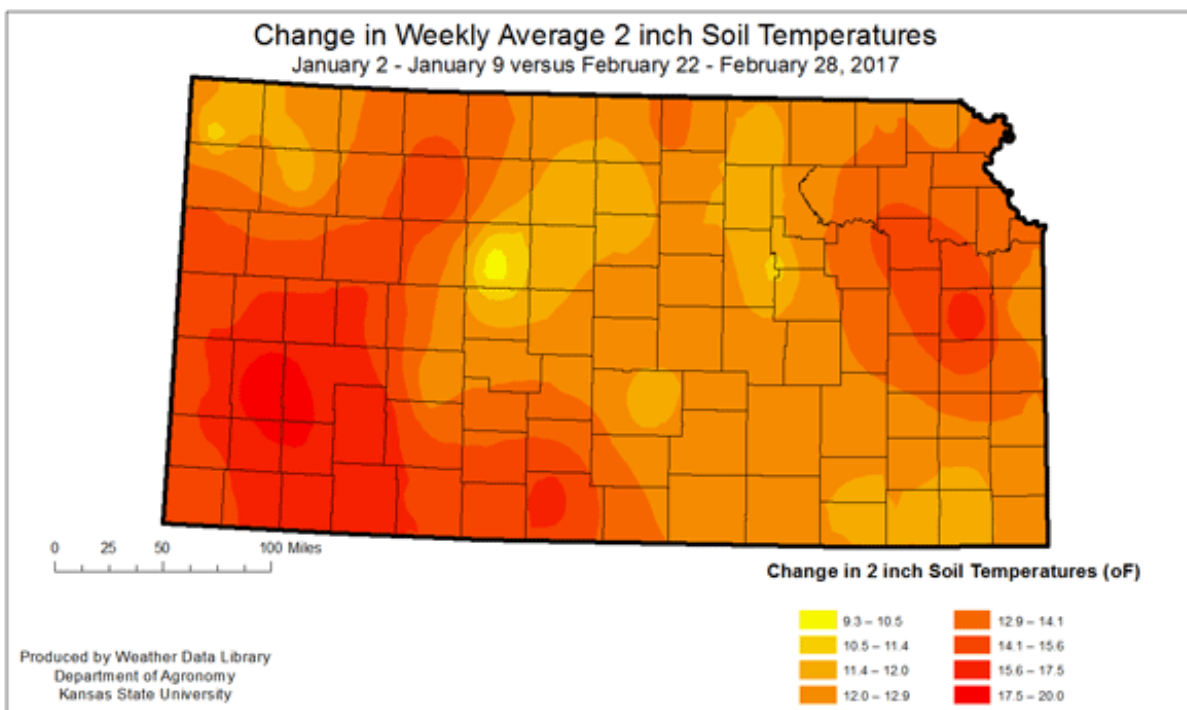 Change in Weekly Average 2 inch Soil Temperatures
January 2 - January 9 versus February 22 - February 28, 2017
0 25 50 100 Miles
Change in 2 inch Soil Temperatures (oF)
9.3 – 10.5
10.5 – 11.4
11.4 – 12.0
12.0 – 12.9
12.9 – 14.1
14.1 – 15.6
15.6 – 17.5
17.5 – 20.0
Produced by Weather Data Library
Department of Agronomy
Kansas State University